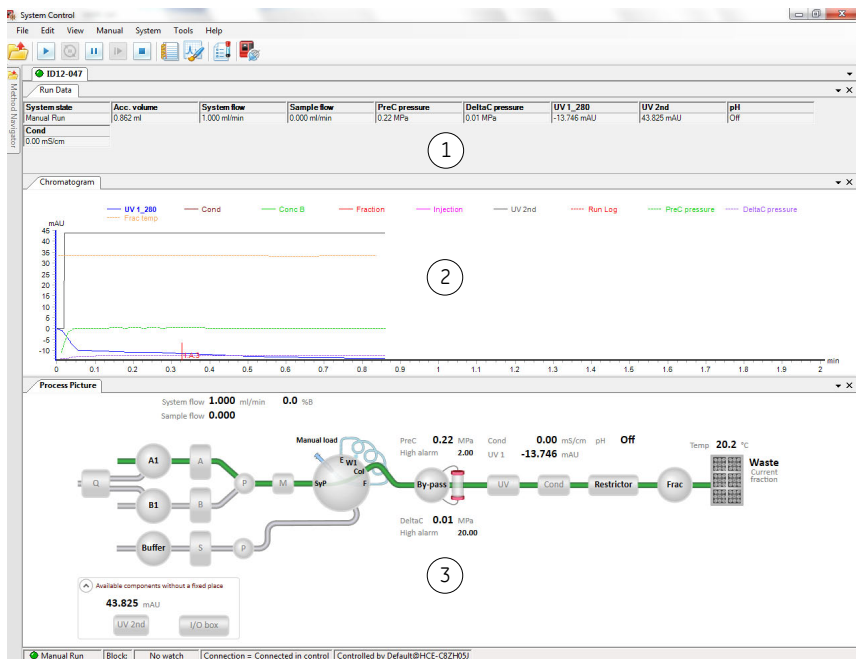 System Control
File Edit View Manual System Tools Help
ID12-047
Method Navigator
Run Data
System state Acc. volume System flow Sample flow PreC pressure DeltaC pressure UV 1_280 UV 2nd pH
Manual Run 0.862 ml 1.000 ml/min 0.000 ml/min 0.22 MPa 0.01 MPa -13.746 mAU 43.825 mAU Off
Cond
0.00 mS/cm
1
Chromatogram
UV 1_280 Cond Conc B Fraction Injection UV 2nd Run Log PreC pressure DeltaC pressure
Frac temp
mAU
45
40
35
30
25
20
15
10
5
0
-5
-10
1.A.3
0 0.1 0.2 0.3 0.4 0.5 0.6 0.7 0.8 0.9 1 1.1 1.2 1.3 1.4 1.5 1.6 1.7 1.8 1.9 2 min
2
Process Picture
System flow 1.000 ml/min 0.0 %B
Sample flow 0.000
Manual load
PreC 0.22 MPa Cond 0.00 mS/cm pH Off Temp 20.2 °C
High alarm 2.00 UV 1 -13.746 mAU
E W1
Col
SyP F
A1 A
Q P M By-pass UV Cond Restrictor Frac
Waste
Current
fraction
B1 B
DeltaC 0.01 MPa
High alarm 20.00
Buffer S P
3
Available components without a fixed place
43.825 mAU
UV 2nd I/O box
Manual Run Block: No watch Connection = Connected in control Controlled by Default@HCE-C8ZH05J